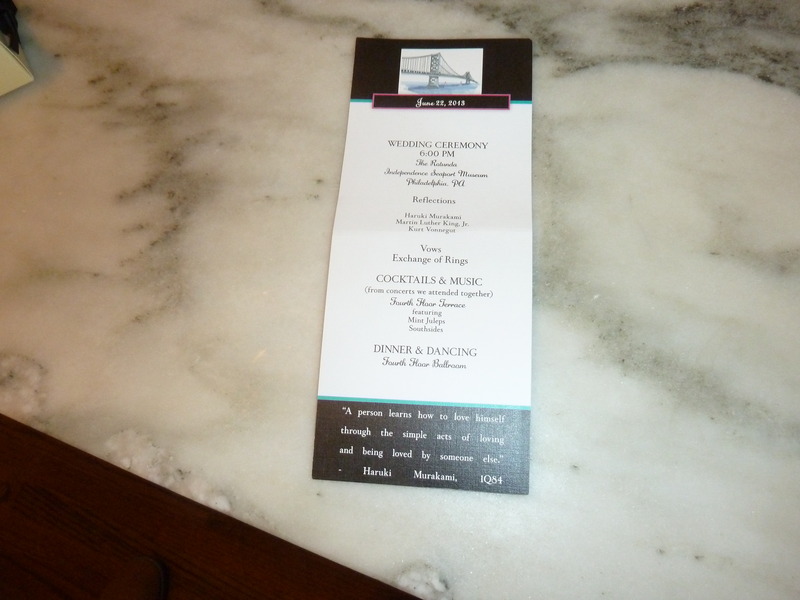 June 22, 2013
WEDDING CEREMONY
6:00 PM
The Rotunda
Independence Seaport Museum
Philadelphia, PA
Reflections
Haruki Murakami
Martin Luther King, Jr.
Kurt Vonnegut
Vows
Exchange of Rings
COCKTAILS & MUSIC
(from concerts we attended together)
Fourth Floor Terrace
featuring
Mint Juleps
Southsides
DINNER & DANCING
Fourth Floor Ballroom
“A person learns how to love himself
through the simple acts of loving
and being loved by someone else.”
- Haruki Murakami, 1Q84